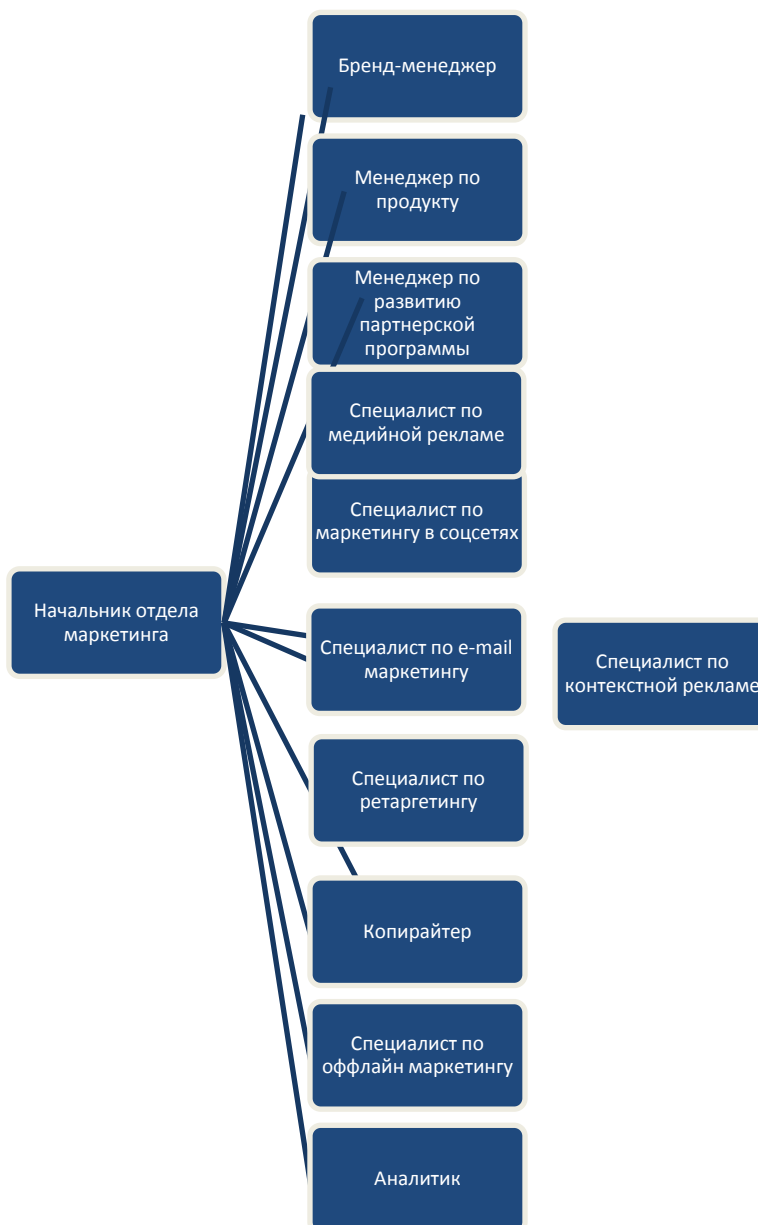 Бренд-менеджер
Менеджер по
продукту
Менеджер по
развитию
партнерской
программы
Специалист по
медийной рекламе
Специалист по
маркетингу в соцсетях
Начальник отдела
маркетинга
Специалист по e-mail
маркетингу
Специалист по
контекстной рекламе
Специалист по
ретаргетингу
Копирайтер
Специалист по
оффлайн маркетингу
Аналитик